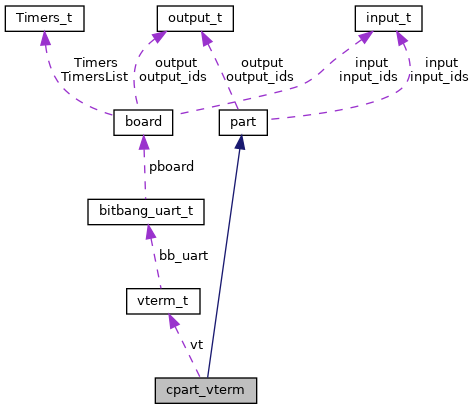 Timers_t
output_t
input_t
Timers
TimersList
output
output_ids
output
output_ids
input
input_ids
input
input_ids
board
part
pboard
bitbang_uart_t
bb_uart
vterm_t
vt
cpart_vterm